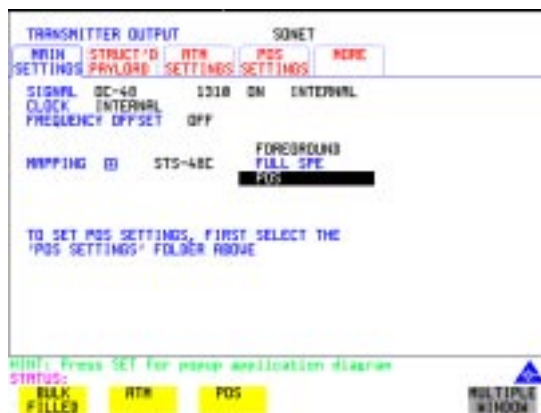 TRANSMITTER OUTPUT SONET
MAIN SETTINGS
STRUCT'D PAYLOAD
ATM SETTINGS
POS SETTINGS
MORE
SIGNAL OC-48 1310 ON INTERNAL
CLOCK INTERNAL
FREQUENCY OFFSET OFF
FOREGROUND
MAPPING STS-48C FULL SPE
POS
TO SET POS SETTINGS, FIRST SELECT THE
'POS SETTINGS' FOLDER ABOVE
HINT: Press SET for popup application diagram
STATUS:
BULK FILLED
ATM
POS
MULTIPLE WINDOW